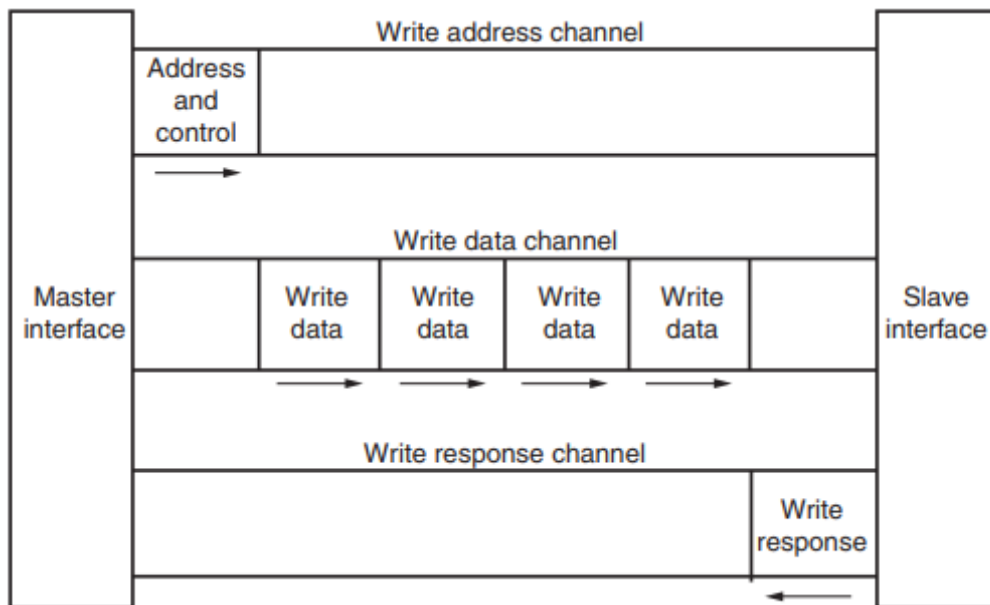 Write address channel
Address
and
control
Write data channel
Master
interface
Write
data
Write
data
Write
data
Write
data
Slave
interface
Write response channel
Write
response